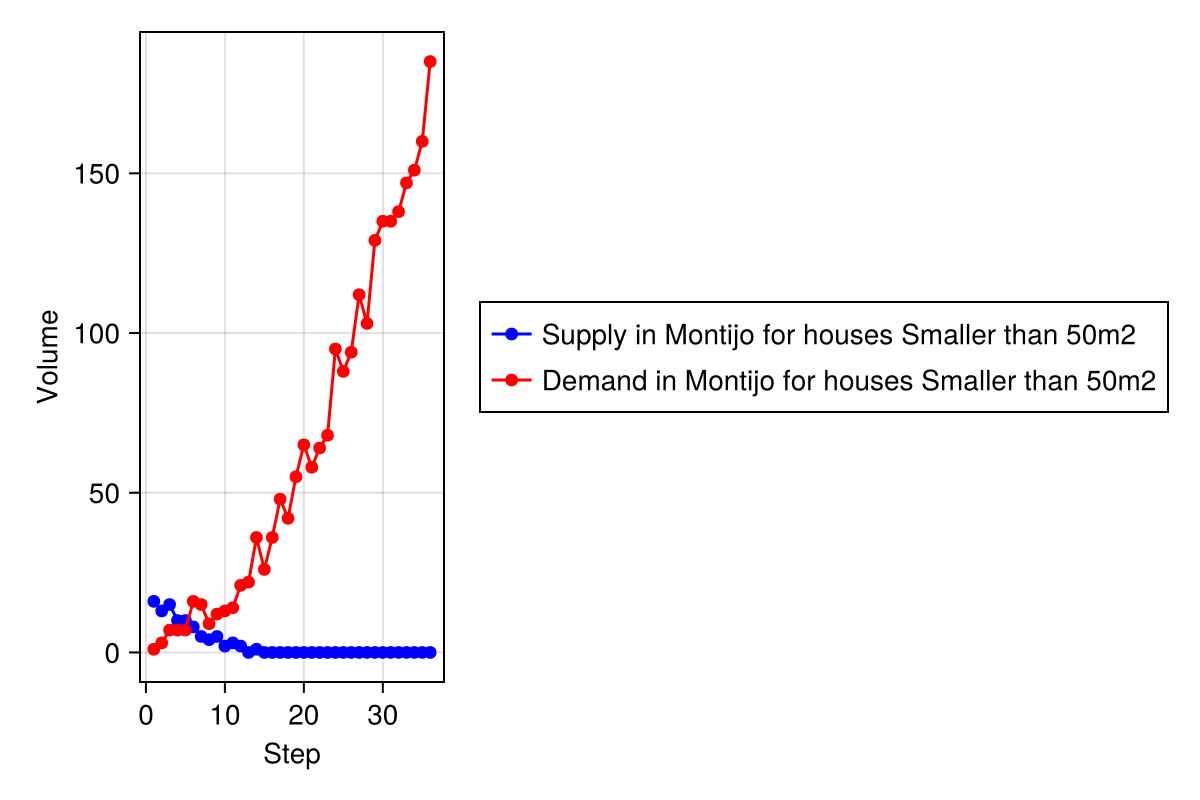 Volume
150
100
50
0
0 10 20 30
Step
Supply in Montijo for houses Smaller than 50m2
Demand in Montijo for houses Smaller than 50m2